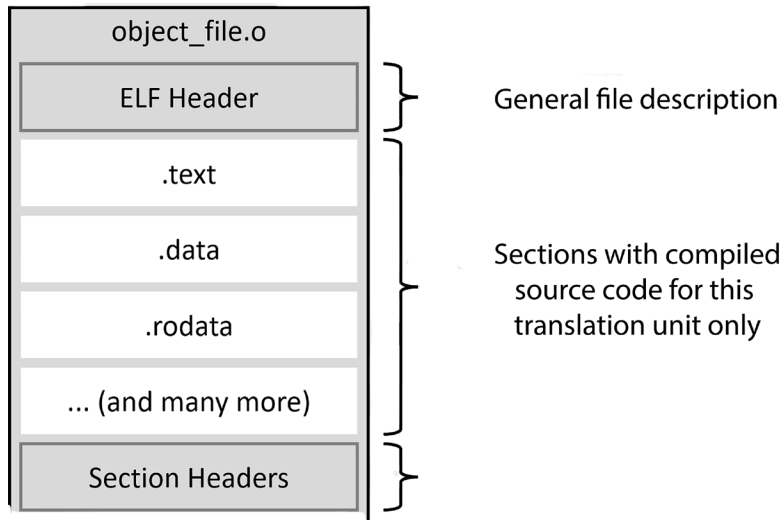 object_file.o
ELF Header
General file description
.text
.data
Sections with compiled
source code for this
translation unit only
.rodata
... (and many more)
Section Headers